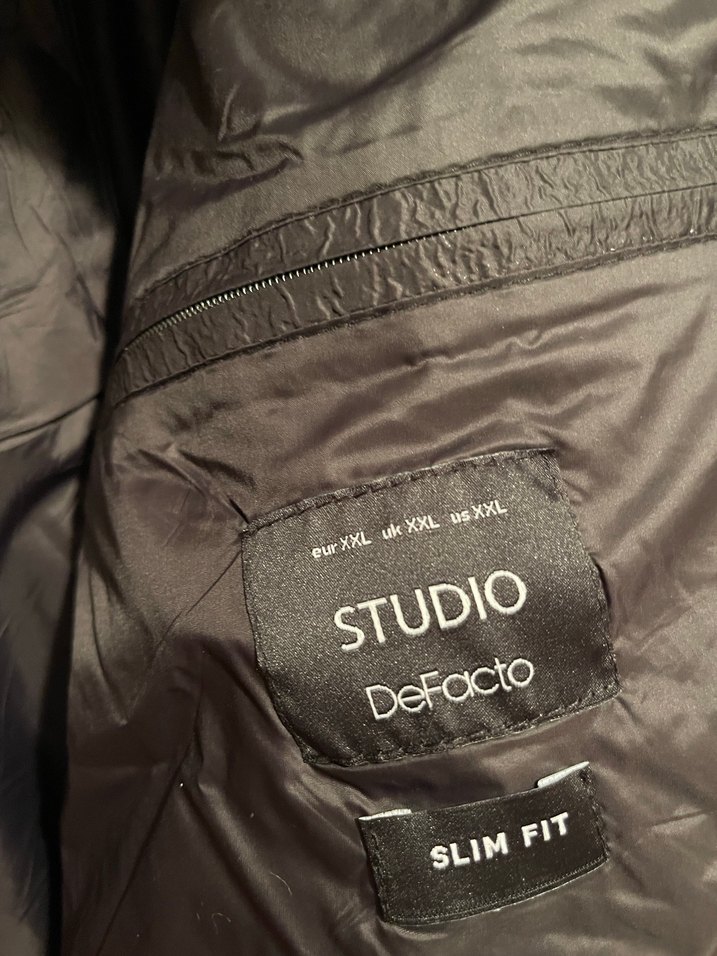 eur XXL uk XXL us XXL
STUDIO
DeFacto
SLIM FIT